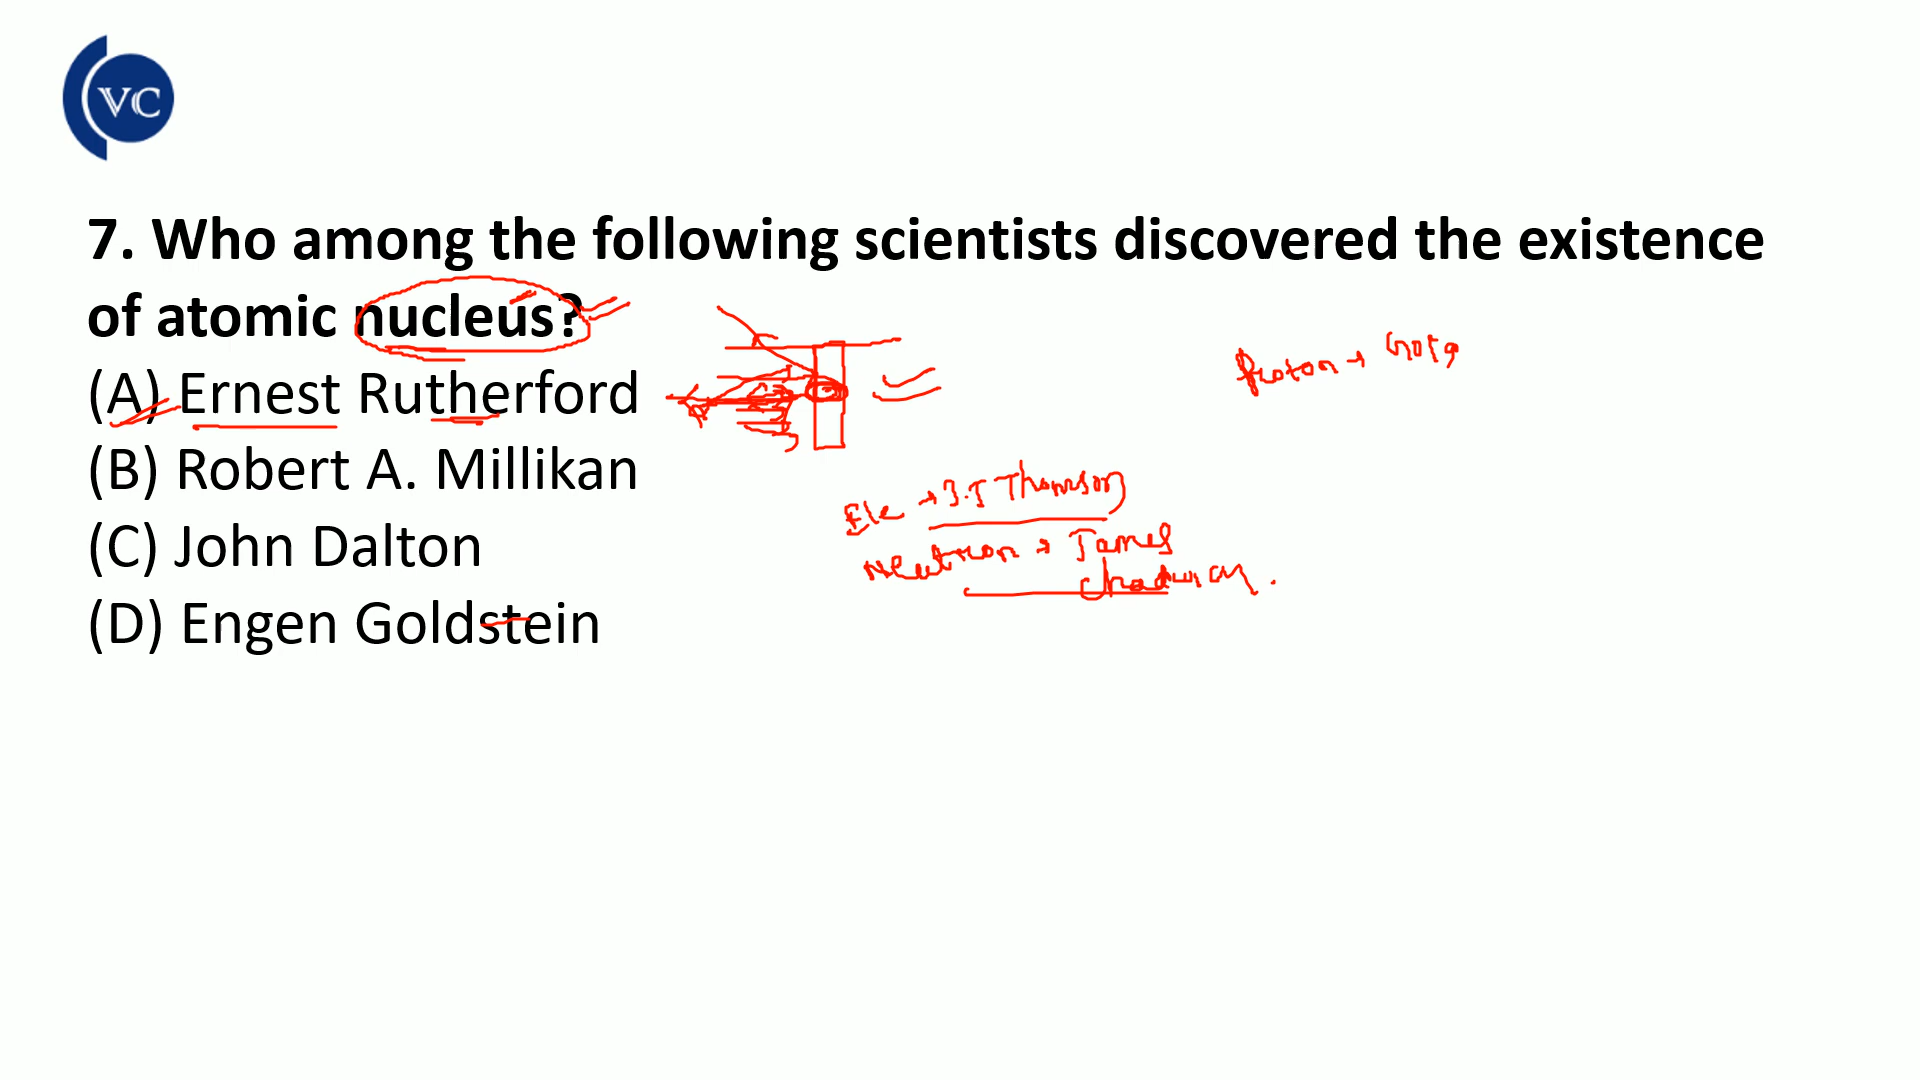 VC
7. Who among the following scientists discovered the existence
of atomic nucleus?
(A) Ernest Rutherford
(B) Robert A. Millikan
(C) John Dalton
(D) Engen Goldstein
Proton →
Ele → J.J Thomson
Neutron → James